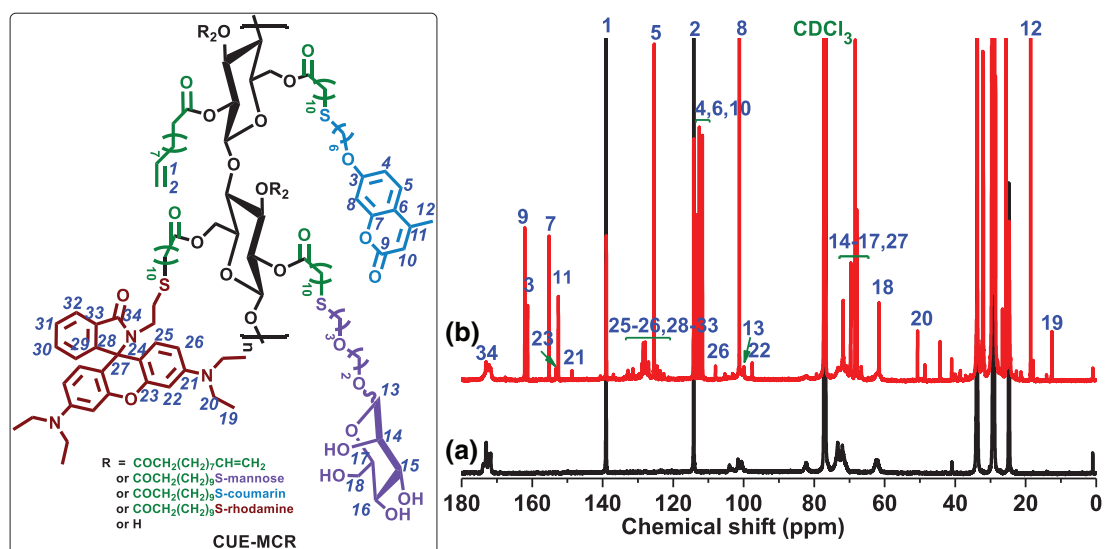 R₂O
O
O
O
10
S
O
O
O
7
1
2
6
O
4
3
5
8
6
12
7
11
O
9
10
O
O
OR₂
O
O
O
O
10
S
O
O
10
S
n
3
O
2
O
13
O
14
HO
17
15
HO
18
OH
16
OH
OH
32
O
33
34
31
N
25
26
28
24
30
29
27
21
N
O
23
22
20
19
N
R = COCH₂(CH₂)₇CH=CH₂
or COCH₂(CH₂)₉S-mannose
or COCH₂(CH₂)₉S-coumarin
or COCH₂(CH₂)₉S-rhodamine
or H
CUE-MCR
1
2
8
CDCl₃
12
5
4,6,10
9
7
3
11
14-17,27
18
(b)
23
25-26,28-33
13
20
19
34
21
26
22
(a)
180
160
140
120
100
80
60
40
20
0
Chemical shift (ppm)